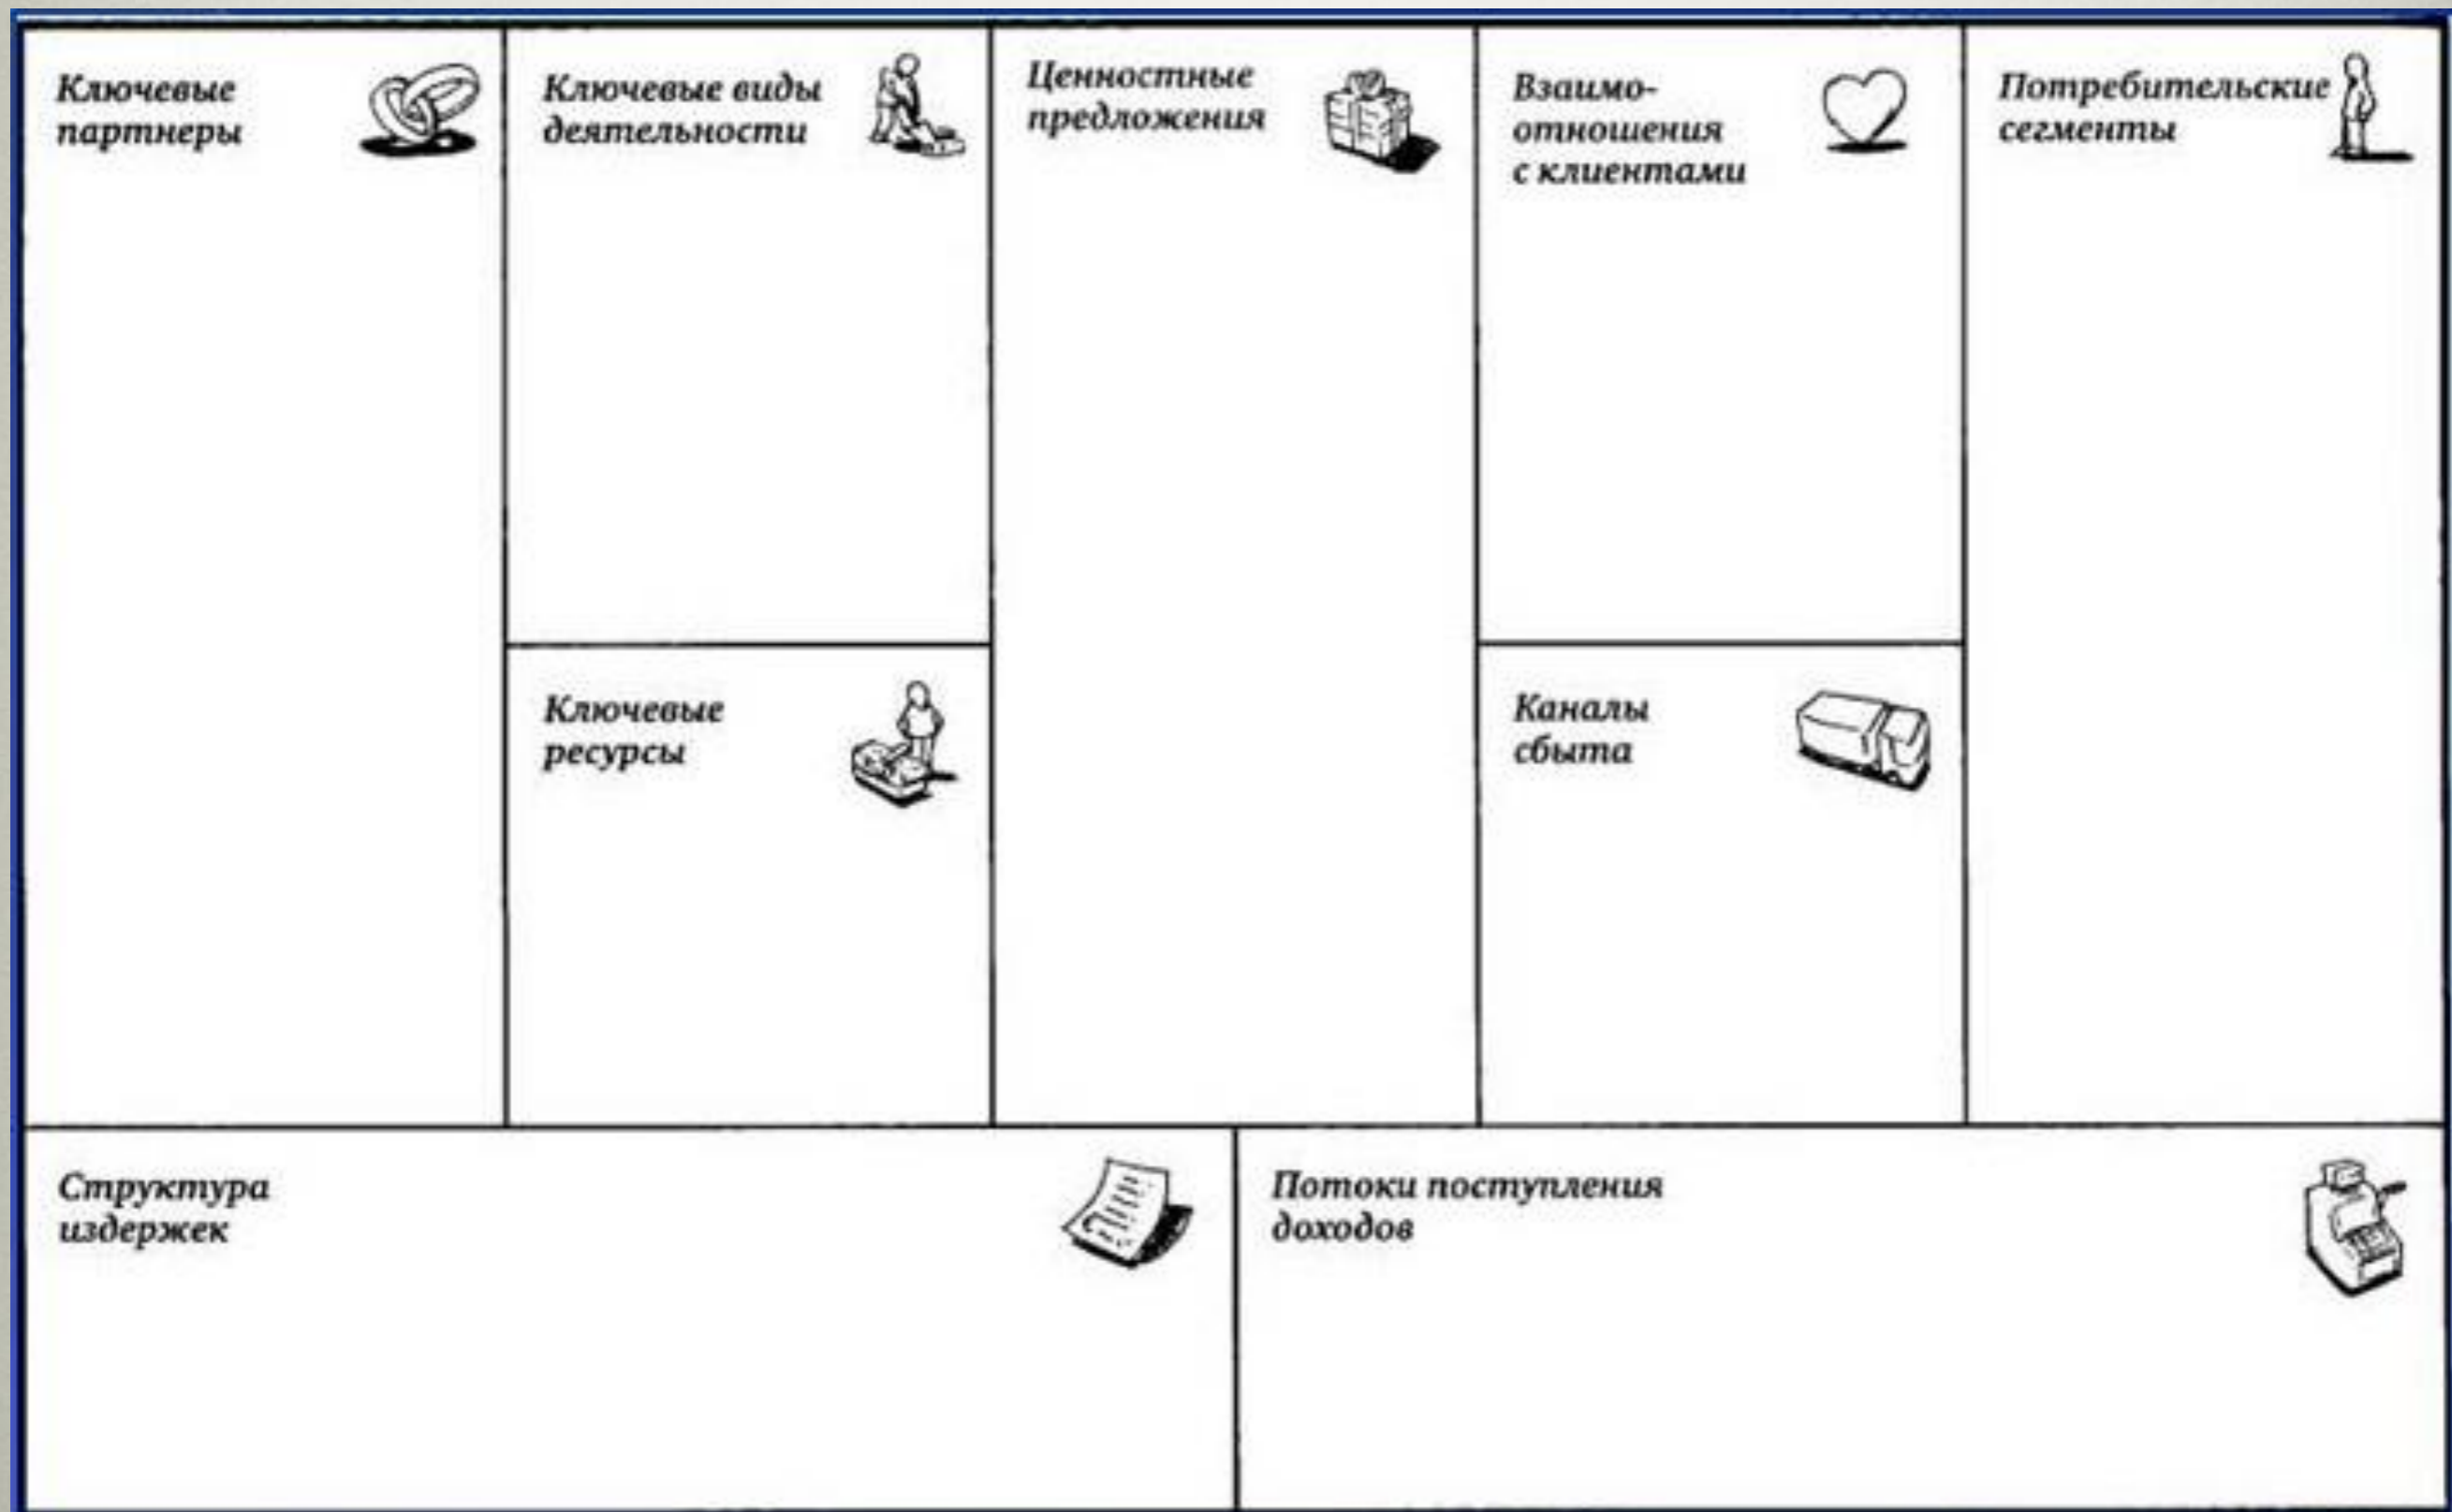 Ключевые
партнеры
Ключевые виды
деятельности
Ключевые
ресурсы
Ценностные
предложения
Взаимо-
отношения
с клиентами
Каналы
сбыта
Потребительские
сегменты
Структура
издержек
Потоки поступления
доходов